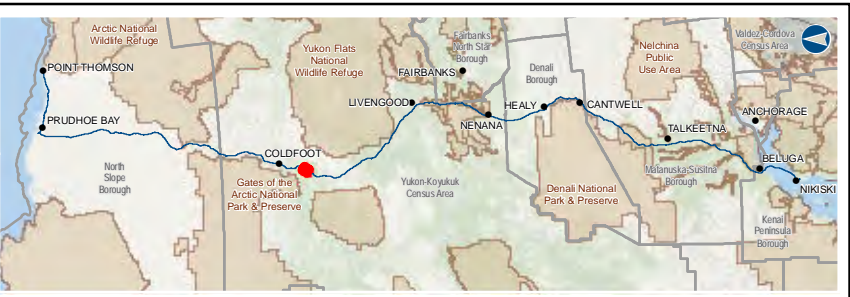 Arctic National
Wildlife Refuge
POINT THOMSON
PRUDHOE BAY
North
Slope
Borough
COLDFOOT
Gates of the
Arctic National
Park & Preserve
Yukon Flats
National
Wildlife Refuge
LIVENGOOD
Yukon-Koyukuk
Census Area
Fairbanks
North Star
Borough
FAIRBANKS
NENANA
Denali
Borough
HEALY
CANTWELL
Denali National
Park & Preserve
Nelchina
Public
Use Area
TALKEETNA
Matanuska-Susitna
Borough
Valdez-Cordova
Census Area
ANCHORAGE
BELUGA
NIKISKI
Kenai
Peninsula
Borough